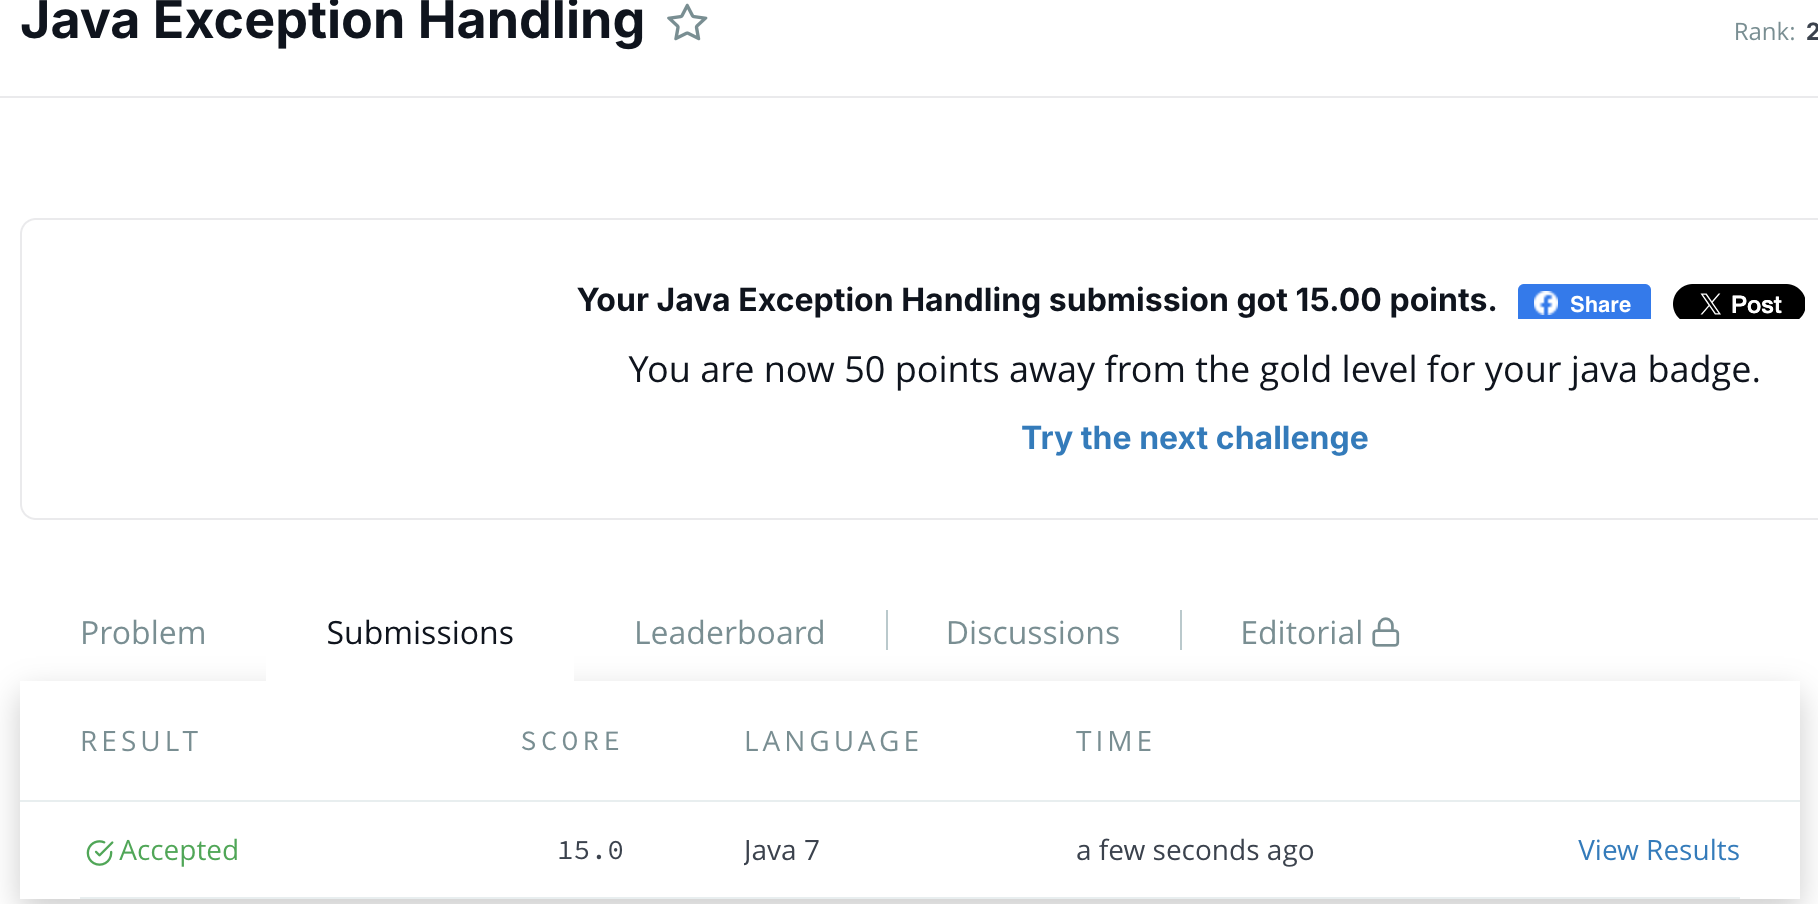 Java Exception Handling
Rank: 2
Your Java Exception Handling submission got 15.00 points. Share Post
You are now 50 points away from the gold level for your java badge.
Try the next challenge
Problem Submissions Leaderboard Discussions Editorial
RESULT SCORE LANGUAGE TIME
Accepted 15.0 Java 7 a few seconds ago View Results